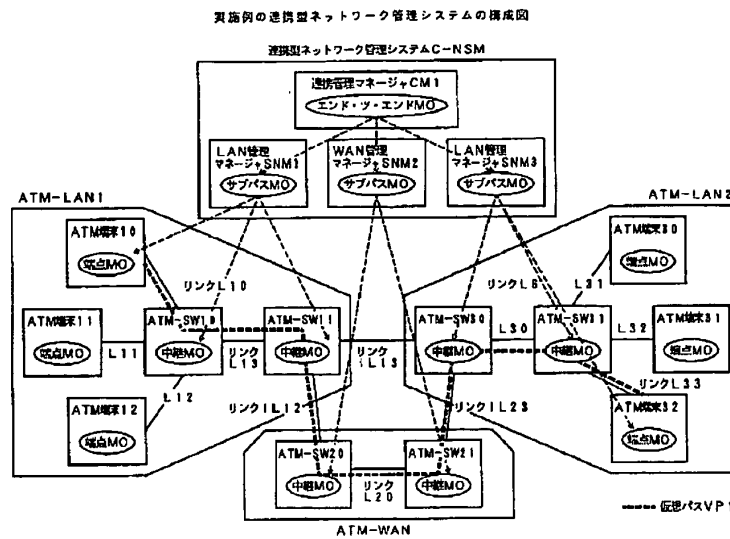 実施例の連携型ネットワーク管理システムの構成図
連携型ネットワーク管理システムC-NSM
連携管理マネージャCM1
エンド・ツ・エンドMO
LAN管理
マネージャSNM1
サブパスMO
WAN管理
マネージャSNM2
サブパスMO
LAN管理
マネージャSNM3
サブパスMO
ATM-LAN1
ATM-LAN2
ATM端末10
端点MO
リンクL10
ATM端末11
端点MO
L11
ATM-SW10
中継MO
リンク
L13
ATM-SW11
中継MO
リンク
IL13
ATM-SW30
中継MO
L30
ATM-SW31
中継MO
リンクL6
L31
ATM端末30
端点MO
L32
ATM端末31
端点MO
リンクL33
ATM端末32
端点MO
L12
ATM端末12
端点MO
リンクIL12
リンクIL23
ATM-SW20
中継MO
リンク
L20
ATM-SW21
中継MO
ATM-WAN
仮想パスVP1